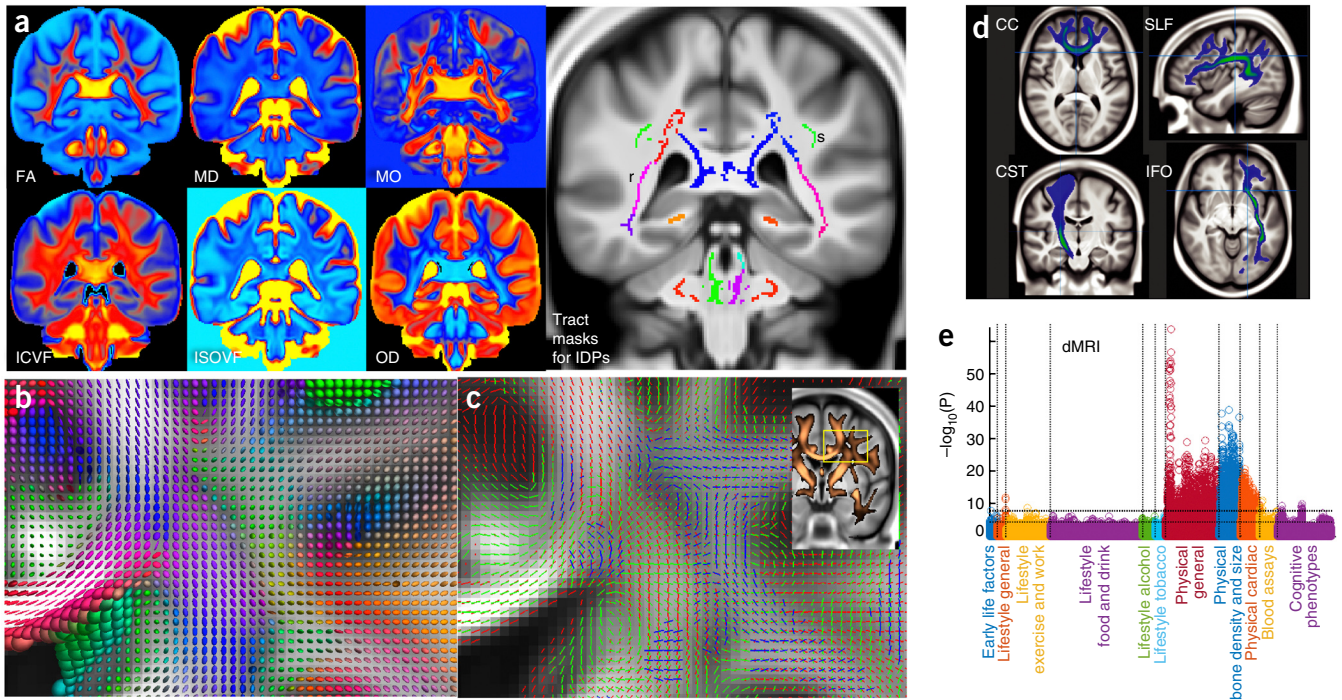 a
FA
MD
MO
ICVF
ISOVF
OD
r
s
Tract
masks
for IDPs
b
c
d
CC
SLF
CST
IFO
e
dMRI
–log10(P)
50
40
30
20
10
0
Early life factors
Lifestyle general
Lifestyle
exercise and work
Lifestyle
food and drink
Lifestyle alcohol
Lifestyle tobacco
Physical
general
Physical
bone density and size
Physical cardiac
Blood assays
Cognitive
phenotypes